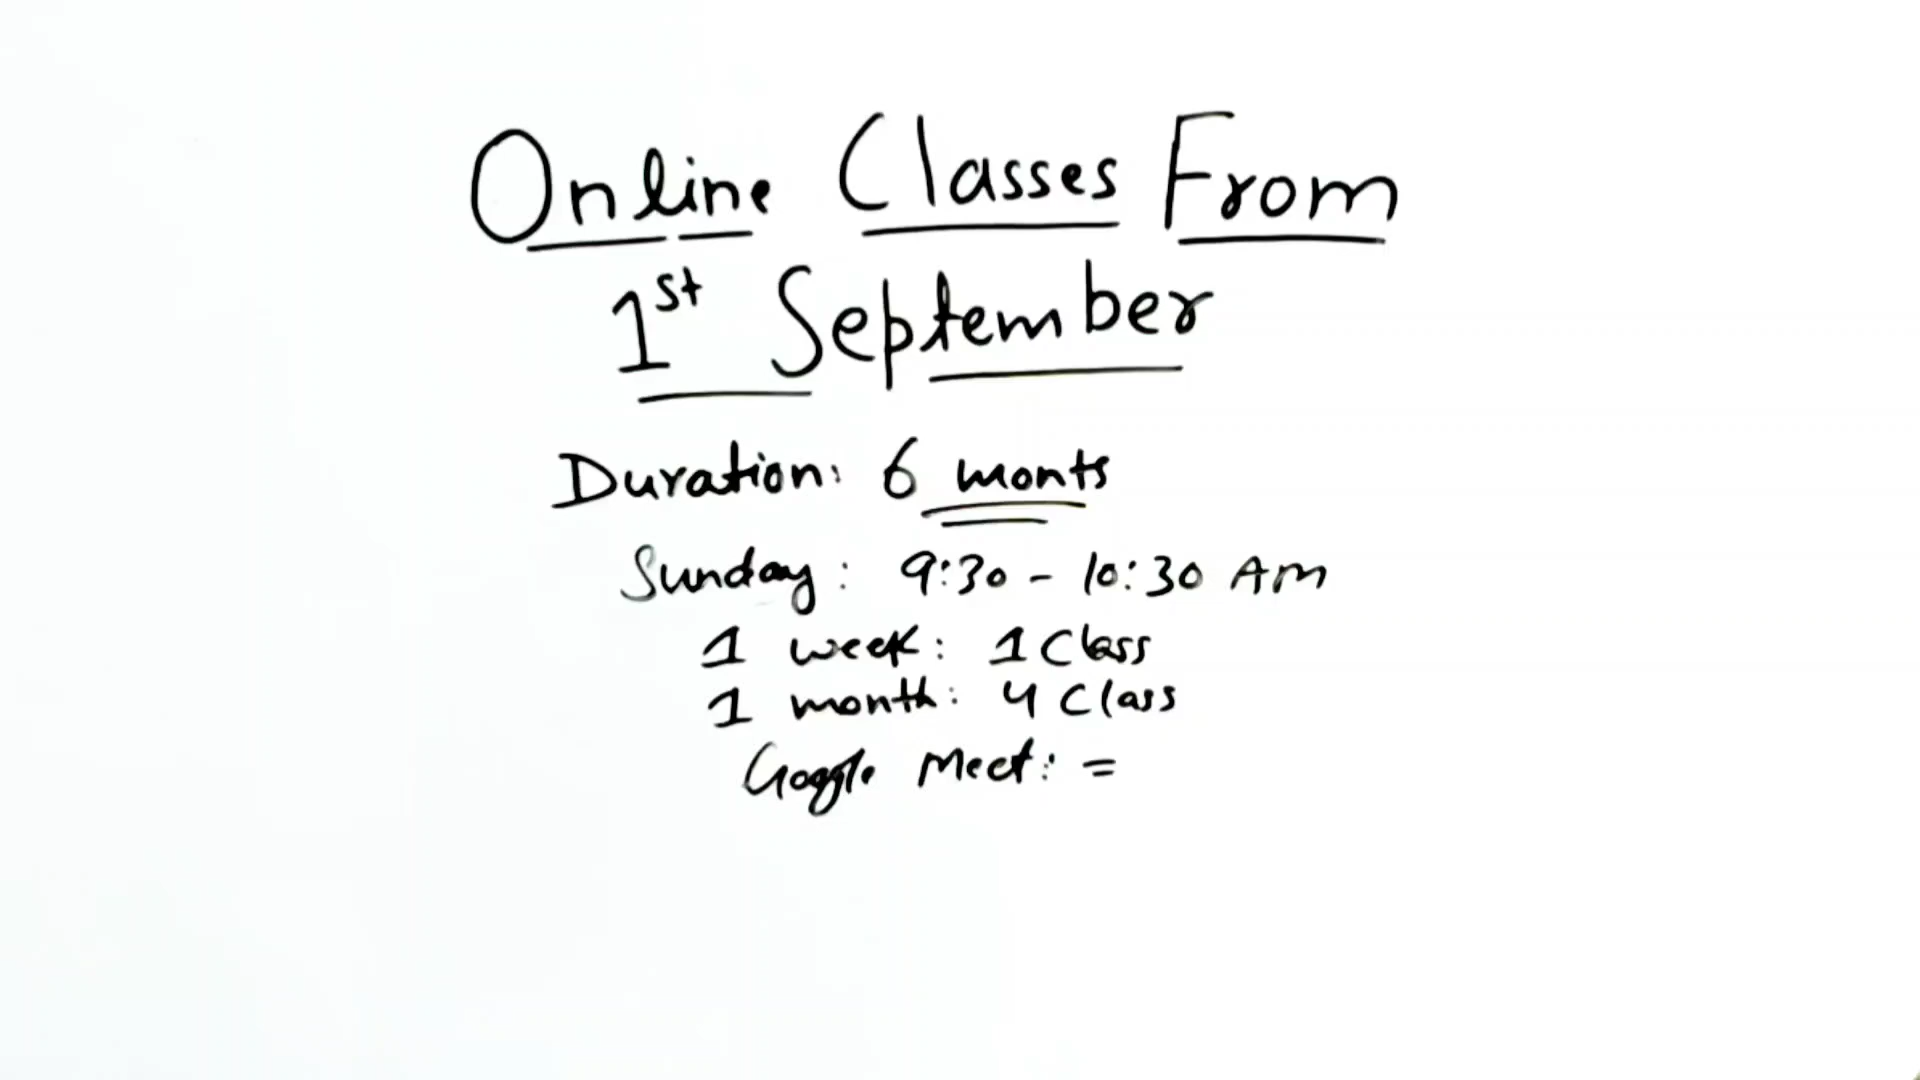 Online Classes From
1st September
Duration: 6 monts
Sunday: 9:30 - 10:30 AM
1 week: 1 Class
1 month: 4 Class
Google Meet: =